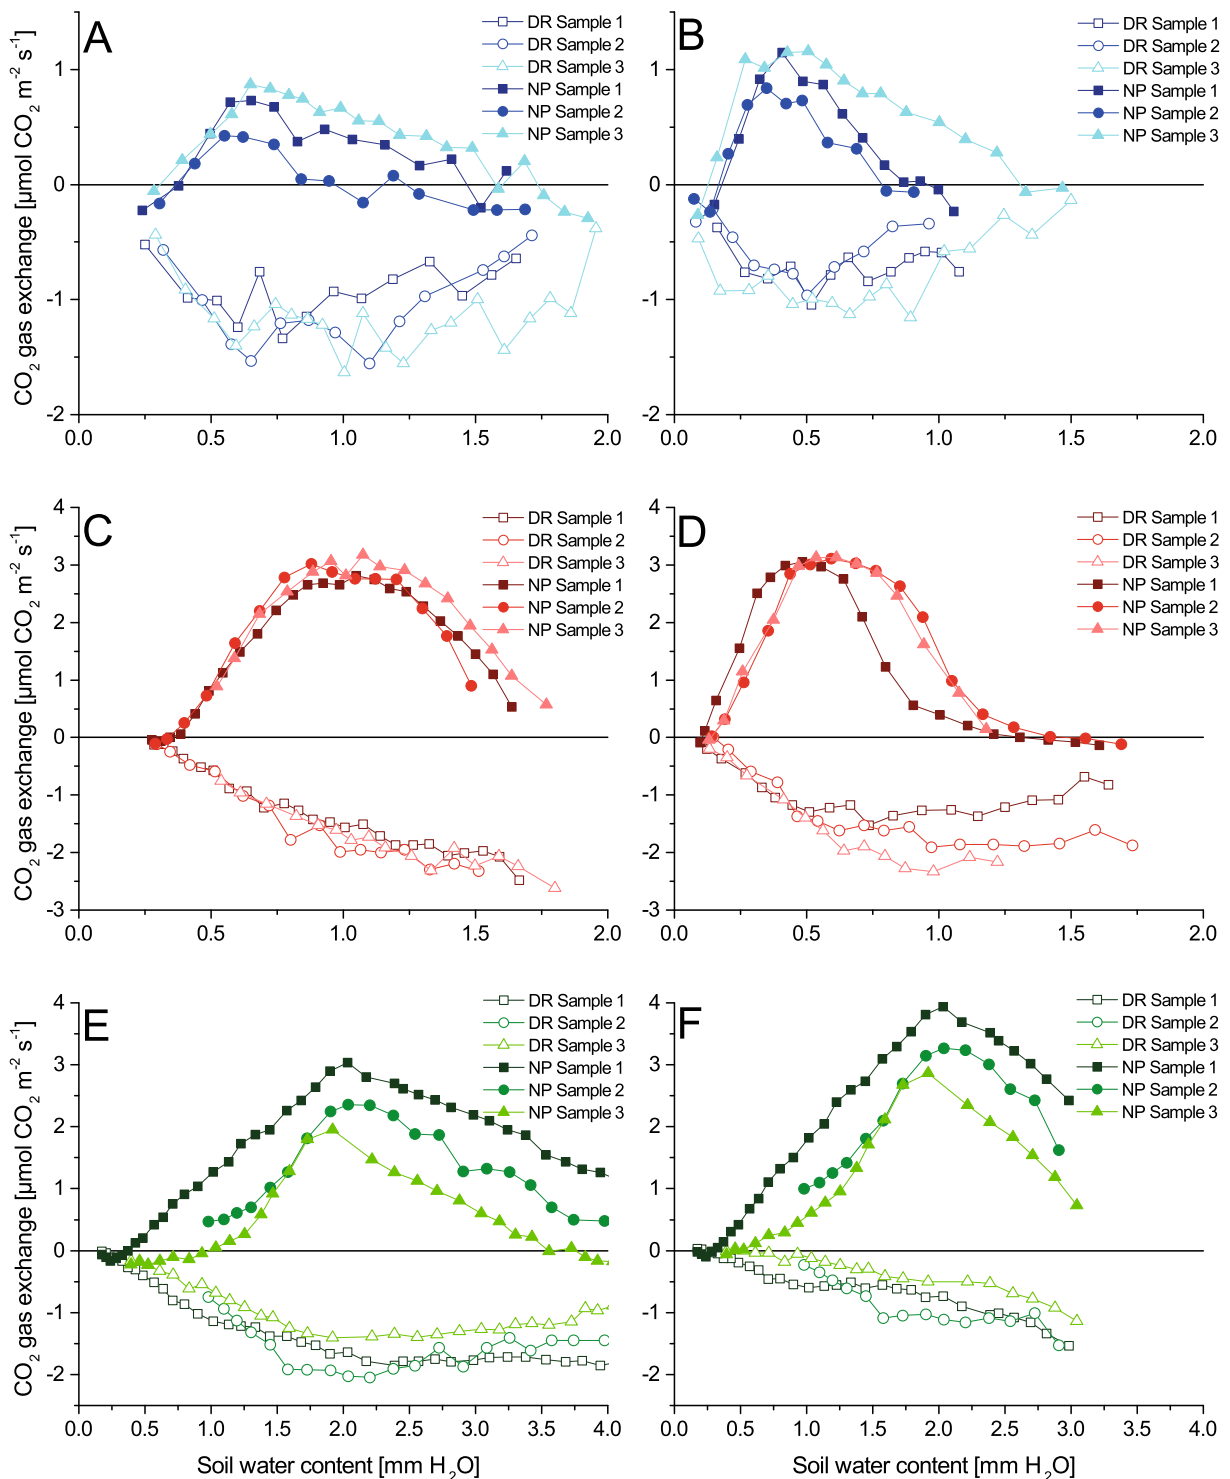 A
DR Sample 1
DR Sample 2
DR Sample 3
NP Sample 1
NP Sample 2
NP Sample 3
CO2 gas exchange [µmol CO2 m-2 s-1]
1
0
-1
-2
0.0 0.5 1.0 1.5 2.0
B
DR Sample 1
DR Sample 2
DR Sample 3
NP Sample 1
NP Sample 2
NP Sample 3
1
0
-1
-2
0.0 0.5 1.0 1.5 2.0
C
DR Sample 1
DR Sample 2
DR Sample 3
NP Sample 1
NP Sample 2
NP Sample 3
CO2 gas exchange [µmol CO2 m-2 s-1]
4
3
2
1
0
-1
-2
-3
0.0 0.5 1.0 1.5 2.0
D
DR Sample 1
DR Sample 2
DR Sample 3
NP Sample 1
NP Sample 2
NP Sample 3
4
3
2
1
0
-1
-2
-3
0.0 0.5 1.0 1.5 2.0
E
DR Sample 1
DR Sample 2
DR Sample 3
NP Sample 1
NP Sample 2
NP Sample 3
CO2 gas exchange [µmol CO2 m-2 s-1]
4
3
2
1
0
-1
-2
0.0 0.5 1.0 1.5 2.0 2.5 3.0 3.5 4.0
Soil water content [mm H2O]
F
DR Sample 1
DR Sample 2
DR Sample 3
NP Sample 1
NP Sample 2
NP Sample 3
4
3
2
1
0
-1
-2
0.0 0.5 1.0 1.5 2.0 2.5 3.0 3.5 4.0
Soil water content [mm H2O]